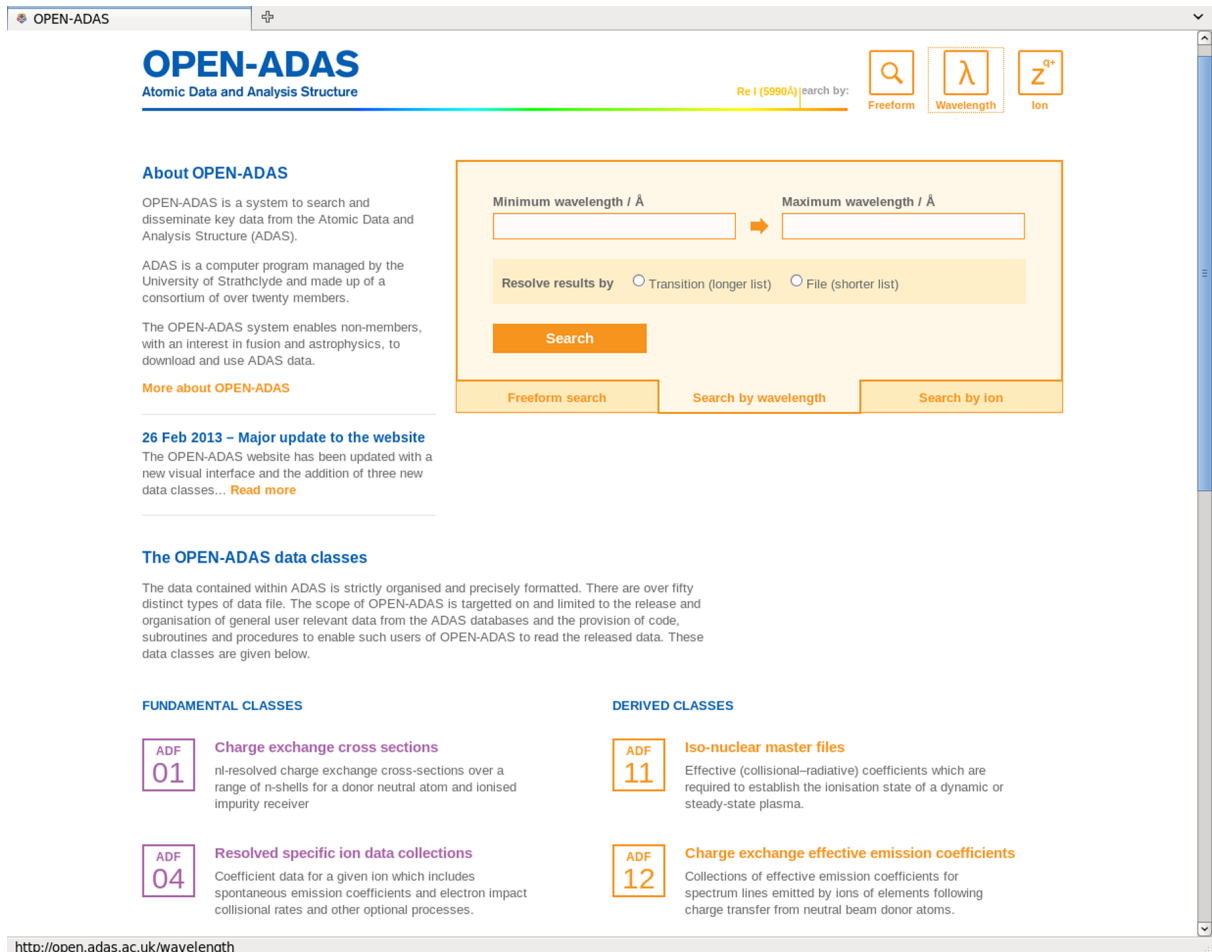 OPEN-ADAS
OPEN-ADAS
Atomic Data and Analysis Structure
Re I (5990Å)
earch by:
Freeform
λ
Wavelength
zq+
Ion
About OPEN-ADAS
OPEN-ADAS is a system to search and
disseminate key data from the Atomic Data and
Analysis Structure (ADAS).
ADAS is a computer program managed by the
University of Strathclyde and made up of a
consortium of over twenty members.
The OPEN-ADAS system enables non-members,
with an interest in fusion and astrophysics, to
download and use ADAS data.
More about OPEN-ADAS
26 Feb 2013 – Major update to the website
The OPEN-ADAS website has been updated with a
new visual interface and the addition of three new
data classes... Read more
Minimum wavelength / Å
Maximum wavelength / Å
Resolve results by
Transition (longer list)
File (shorter list)
Search
Freeform search
Search by wavelength
Search by ion
The OPEN-ADAS data classes
The data contained within ADAS is strictly organised and precisely formatted. There are over fifty
distinct types of data file. The scope of OPEN-ADAS is targetted on and limited to the release and
organisation of general user relevant data from the ADAS databases and the provision of code,
subroutines and procedures to enable such users of OPEN-ADAS to read the released data. These
data classes are given below.
FUNDAMENTAL CLASSES
ADF
01
Charge exchange cross sections
nl-resolved charge exchange cross-sections over a
range of n-shells for a donor neutral atom and ionised
impurity receiver
ADF
04
Resolved specific ion data collections
Coefficient data for a given ion which includes
spontaneous emission coefficients and electron impact
collisional rates and other optional processes.
DERIVED CLASSES
ADF
11
Iso-nuclear master files
Effective (collisional–radiative) coefficients which are
required to establish the ionisation state of a dynamic or
steady-state plasma.
ADF
12
Charge exchange effective emission coefficients
Collections of effective emission coefficients for
spectrum lines emitted by ions of elements following
charge transfer from neutral beam donor atoms.
http://open.adas.ac.uk/wavelength